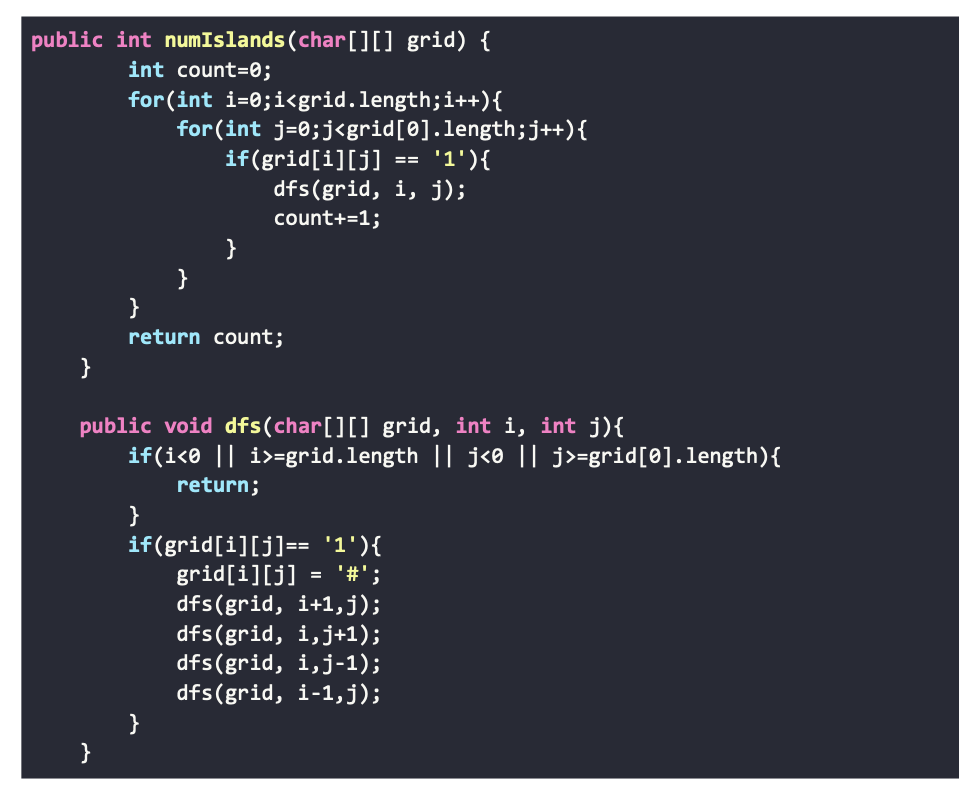 public int numIslands(char[][] grid) {
        int count=0;
        for(int i=0;i<grid.length;i++){
            for(int j=0;j<grid[0].length;j++){
                if(grid[i][j] == '1'){
                    dfs(grid, i, j);
                    count+=1;
                }
            }
        }
        return count;
    }

    public void dfs(char[][] grid, int i, int j){
        if(i<0 || i>=grid.length || j<0 || j>=grid[0].length){
            return;
        }
        if(grid[i][j]== '1'){
            grid[i][j] = '#';
            dfs(grid, i+1,j);
            dfs(grid, i,j+1);
            dfs(grid, i,j-1);
            dfs(grid, i-1,j);
        }
    }